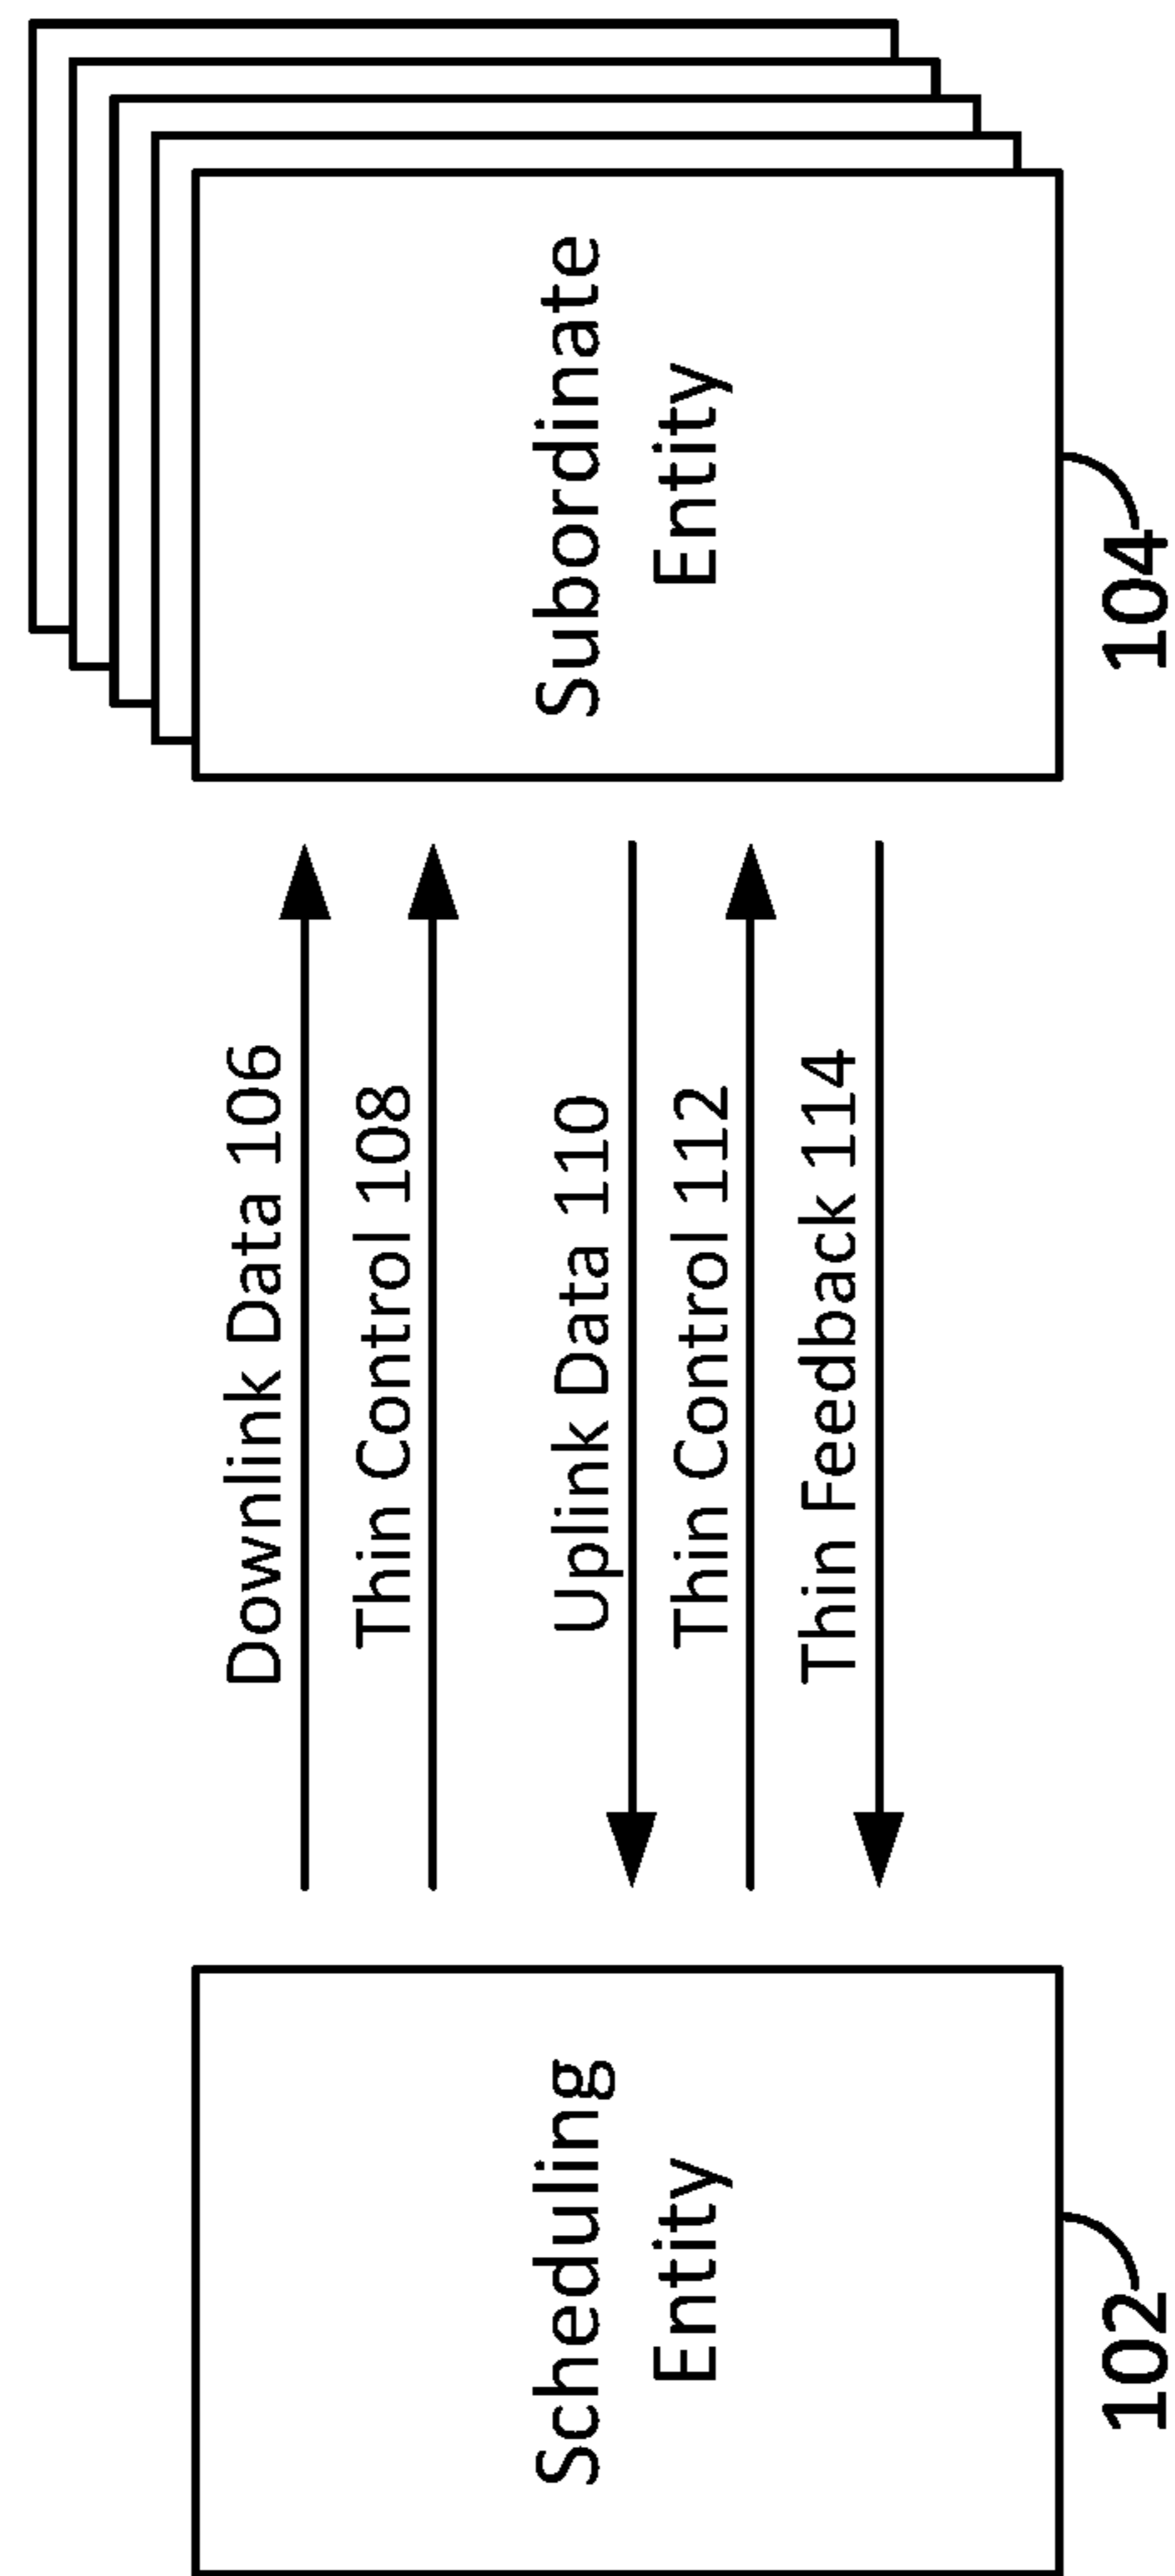 Scheduling
Entity
102
Downlink Data 106
Thin Control 108
Uplink Data 110
Thin Control 112
Thin Feedback 114
Subordinate
Entity
104